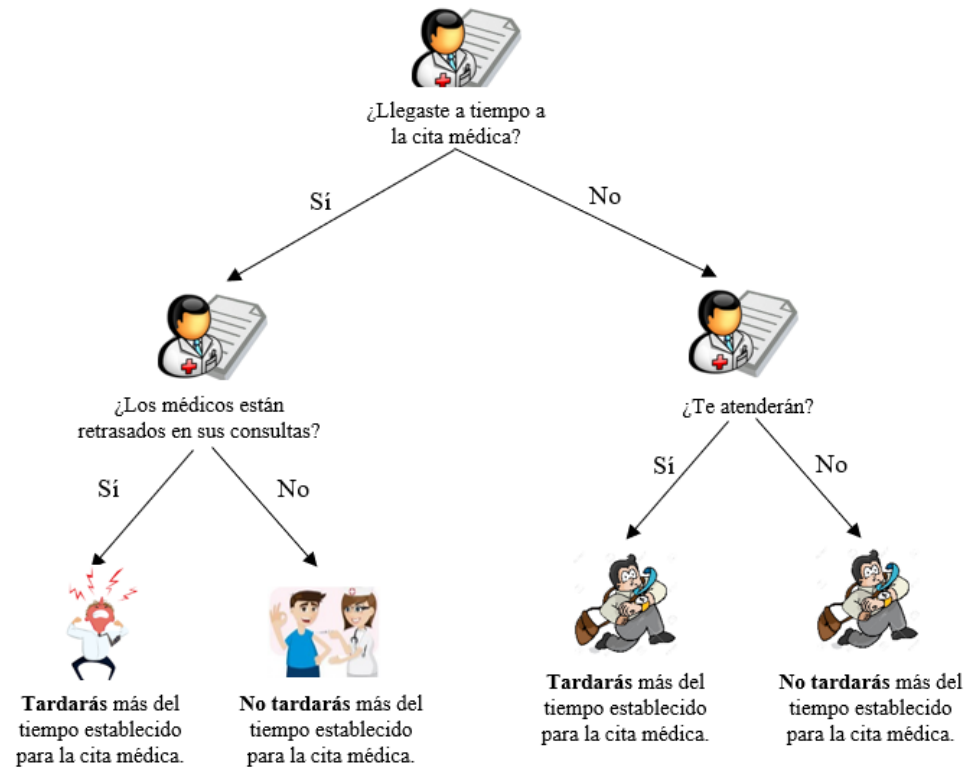 ¿Llegaste a tiempo a
la cita médica?
Sí
No
¿Los médicos están
retrasados en sus consultas?
¿Te atenderán?
Sí
No
Sí
No
Tardarás más del
tiempo establecido
para la cita médica.
No tardarás más del
tiempo establecido
para la cita médica.
Tardarás más del
tiempo establecido
para la cita médica.
No tardarás más del
tiempo establecido
para la cita médica.